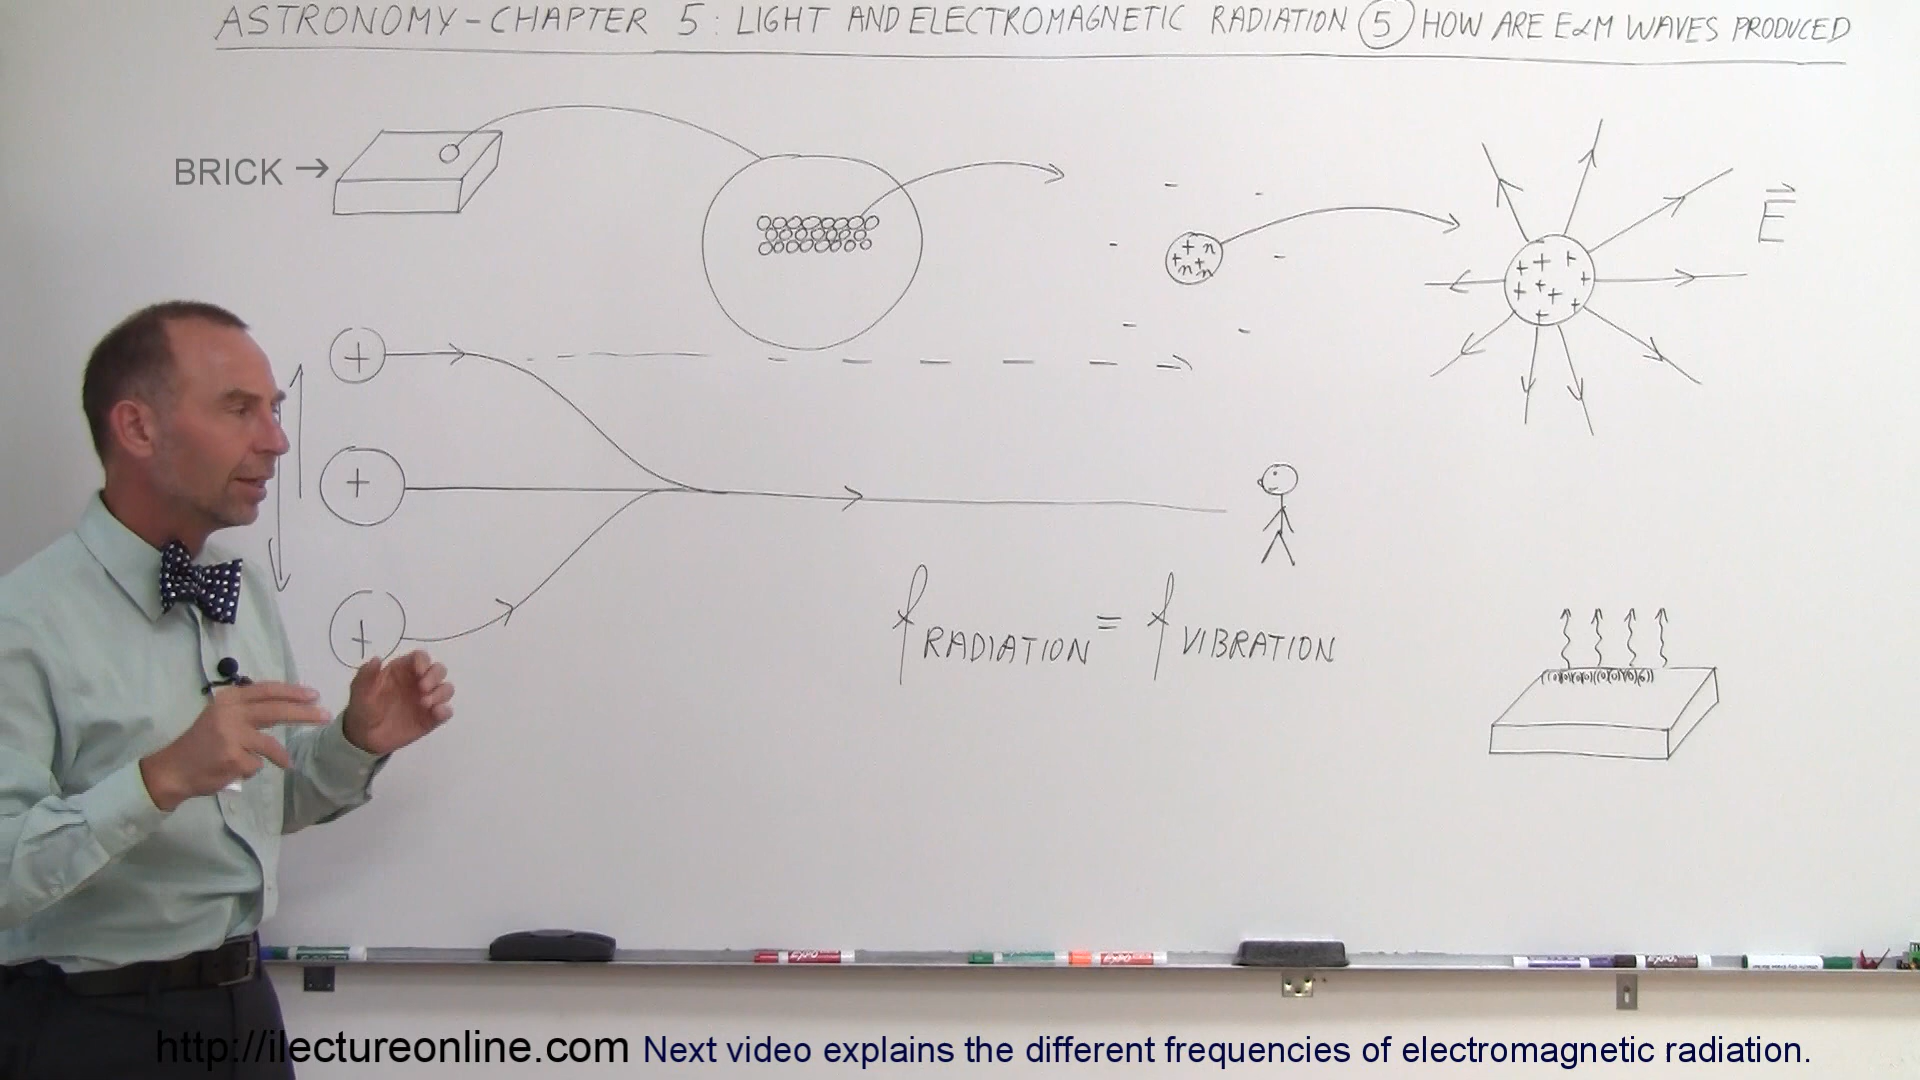 ASTRONOMY - CHAPTER 5: LIGHT AND ELECTROMAGNETIC RADIATION 5 HOW ARE E&M WAVES PRODUCED
BRICK →
E
+ n
+ +
n n
+ + +
+ + + +
+ +
+
+
+
f RADIATION = f VIBRATION
http://ilectureonline.com Next video explains the different frequencies of electromagnetic radiation.